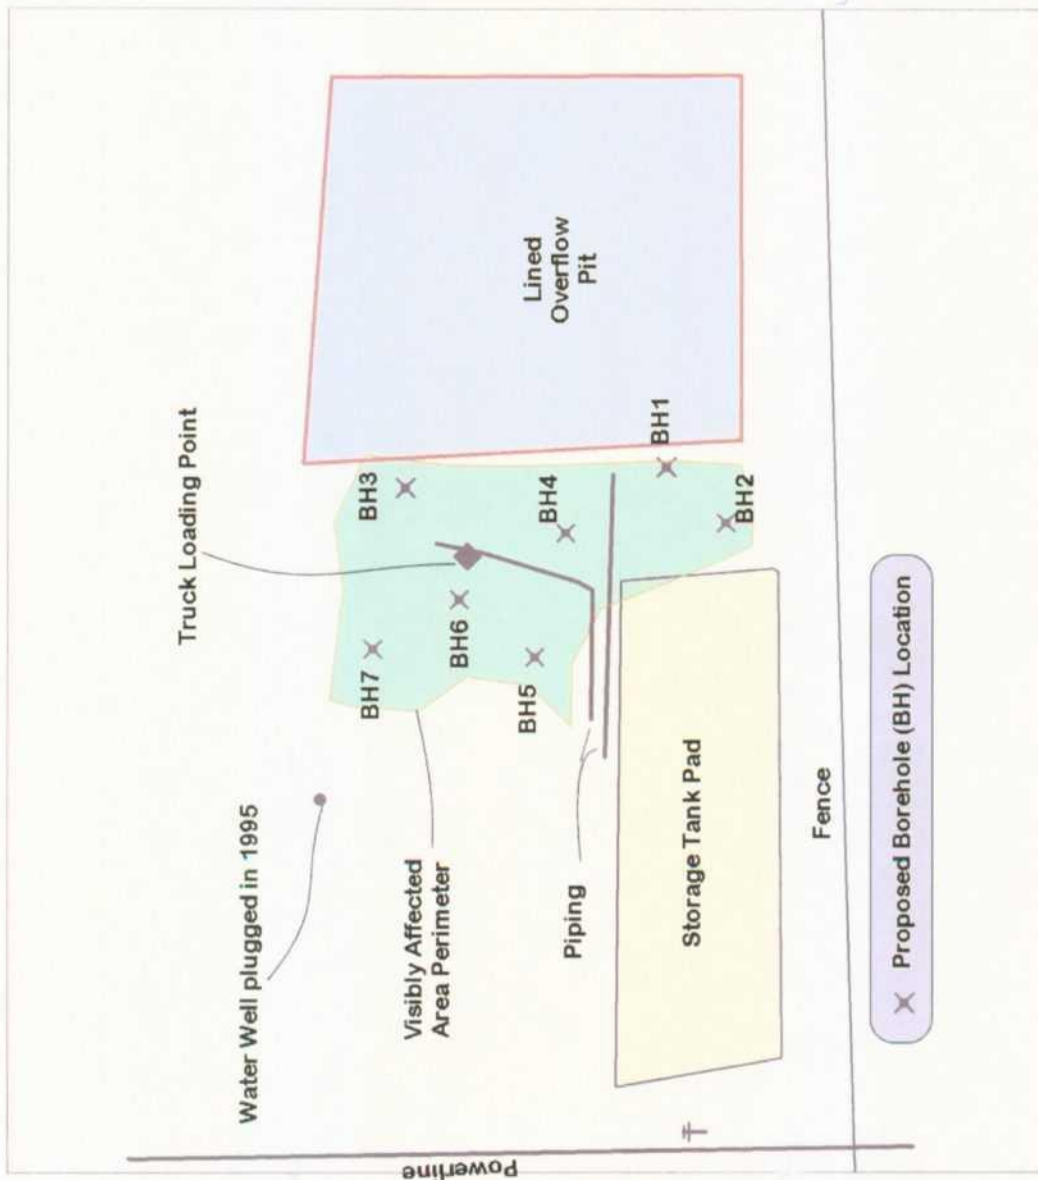 Powerline
Water Well plugged in 1995
Truck Loading Point
Visibly Affected
Area Perimeter
BH7
BH3
BH6
BH5
BH4
Lined
Overflow
Pit
Piping
BH1
BH2
Storage Tank Pad
Fence
Proposed Borehole (BH) Location